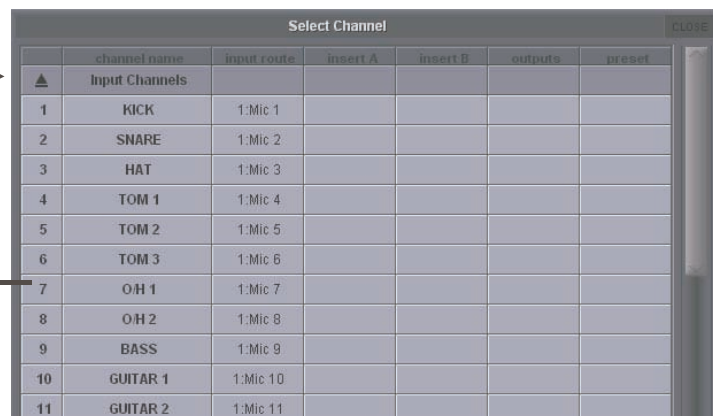 Select Channel CLOSE
channel name input route insert A insert B outputs preset
Input Channels
1 KICK 1:Mic 1
2 SNARE 1:Mic 2
3 HAT 1:Mic 3
4 TOM 1 1:Mic 4
5 TOM 2 1:Mic 5
6 TOM 3 1:Mic 6
7 O/H 1 1:Mic 7
8 O/H 2 1:Mic 8
9 BASS 1:Mic 9
10 GUITAR 1 1:Mic 10
11 GUITAR 2 1:Mic 11